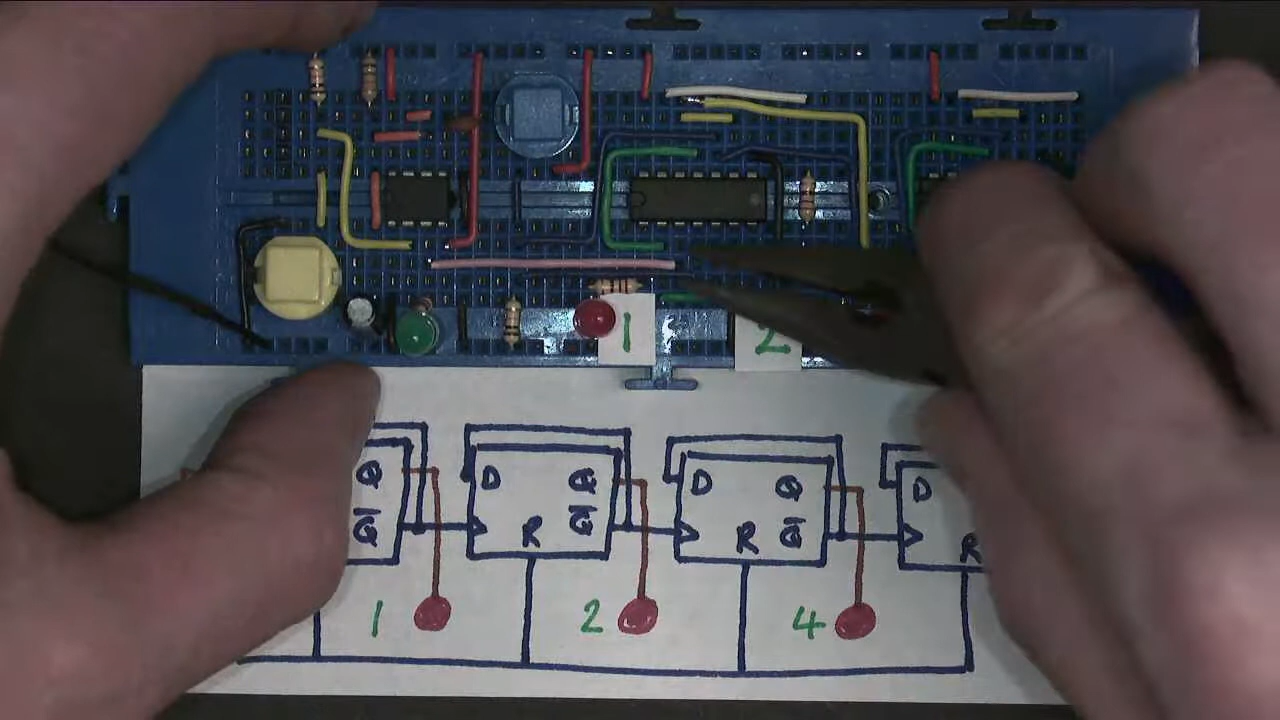 1 2
Q D Q D Q D
Q̅ R Q̅ R Q̅ R
1 2 4